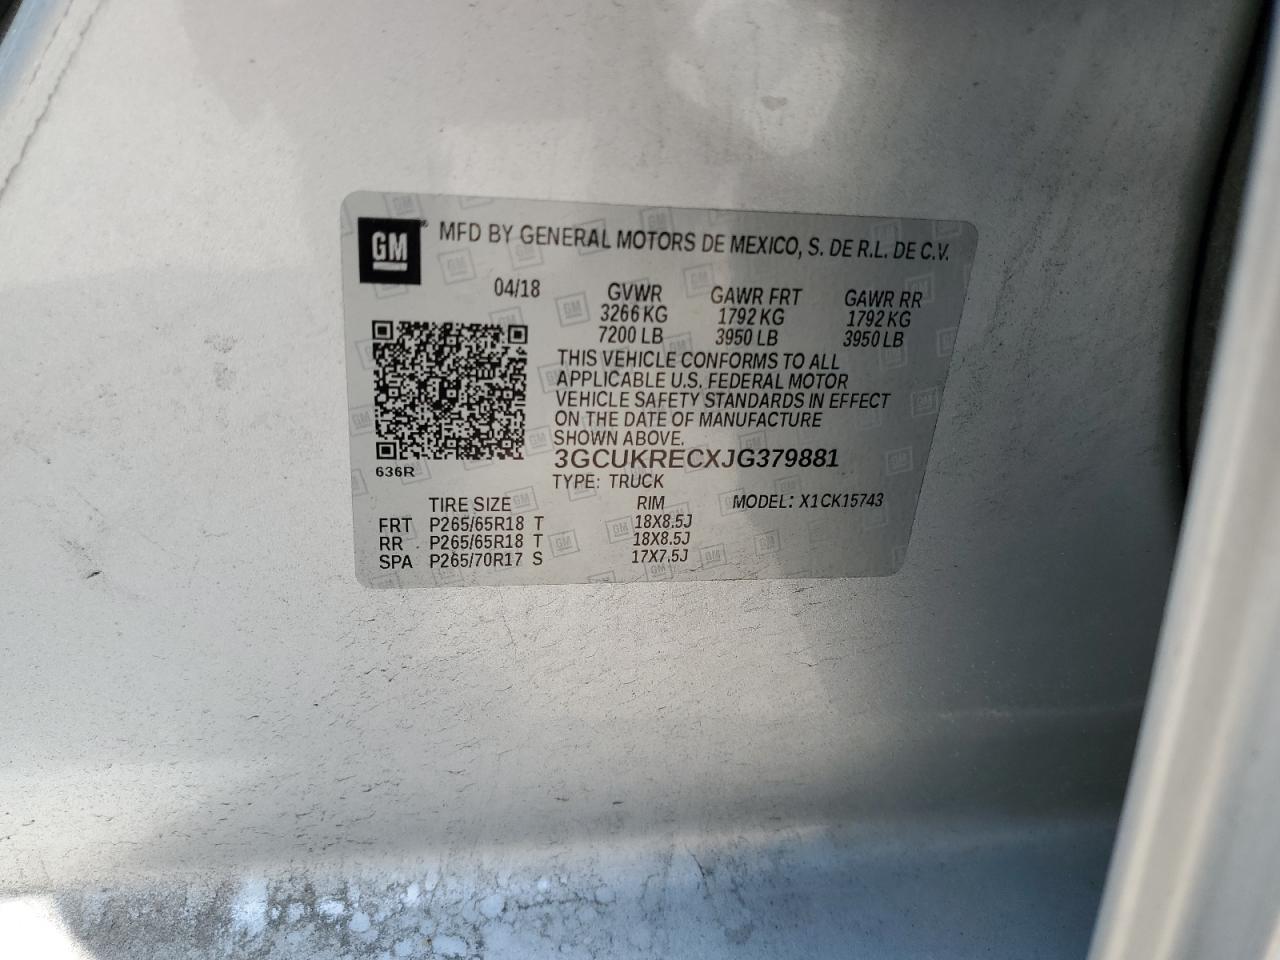 GM® MFD BY GENERAL MOTORS DE MEXICO, S. DE R.L. DE C.V.
04/18 GVWR GAWR FRT GAWR RR
3266 KG 1792 KG 1792 KG
7200 LB 3950 LB 3950 LB
THIS VEHICLE CONFORMS TO ALL
APPLICABLE U.S. FEDERAL MOTOR
VEHICLE SAFETY STANDARDS IN EFFECT
ON THE DATE OF MANUFACTURE
SHOWN ABOVE.
3GCUKRECXJG379881
636R
TYPE: TRUCK
TIRE SIZE RIM MODEL: X1CK15743
FRT P265/65R18 T 18X8.5J
RR P265/65R18 T 18X8.5J
SPA P265/70R17 S 17X7.5J